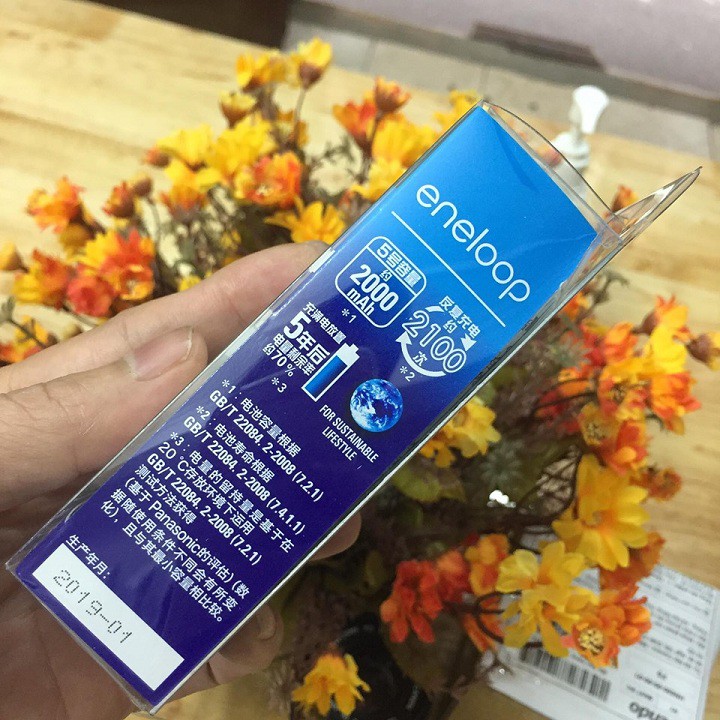 eneloop
5号容量
约
2000
mAh
*1
反复充电
约
2100
次
*2
充满电放置
5年后
电量剩余率
约70%
*3
FOR SUSTAINABLE
LIFESTYLE
*1：电池容量根据
GB/T 22084.2-2008 (7.2.1)
*2：电池寿命根据
GB/T 22084.2-2008 (7.4.1.1)
*3：电量的保持量是基于在
20℃存放环境下运用
GB/T 22084.2-2008 (7.2.1)
测试方法获得
(基于Panasonic的评估)(数
据随使用条件不同会有所变
化)，且与其最小容量相比较。
生产年月：
2019-01